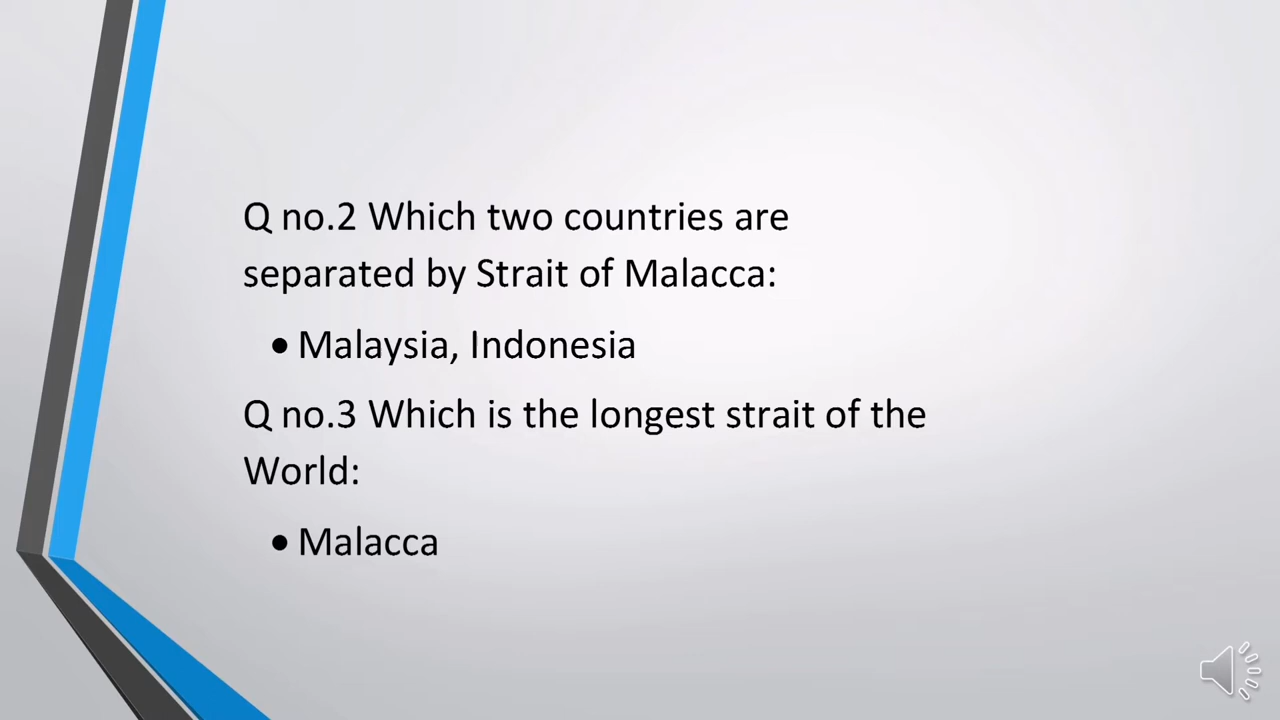 Q no.2 Which two countries are
separated by Strait of Malacca:
• Malaysia, Indonesia
Q no.3 Which is the longest strait of the
World:
• Malacca